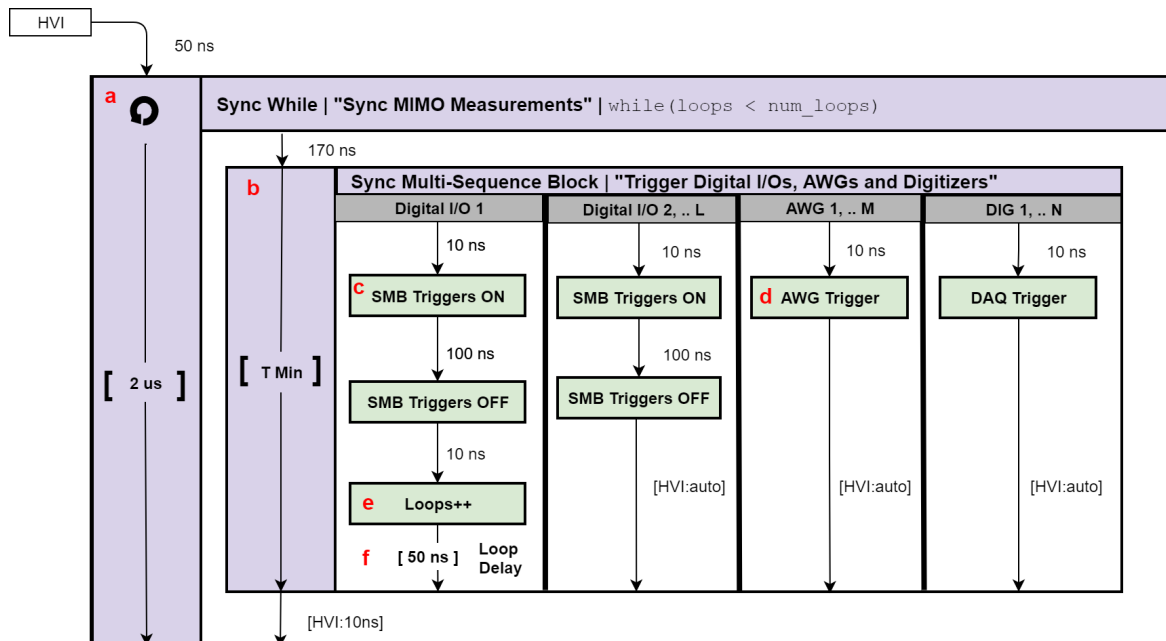 HVI
50 ns
a
Sync While | "Sync MIMO Measurements" | while(loops < num_loops)
170 ns
b
Sync Multi-Sequence Block | "Trigger Digital I/Os, AWGs and Digitizers"
Digital I/O 1
Digital I/O 2, .. L
AWG 1, .. M
DIG 1, .. N
10 ns
10 ns
10 ns
10 ns
c
SMB Triggers ON
SMB Triggers ON
d
AWG Trigger
DAQ Trigger
100 ns
100 ns
[ 2 us ]
[ T Min ]
SMB Triggers OFF
SMB Triggers OFF
10 ns
[HVI:auto]
[HVI:auto]
[HVI:auto]
e
Loops++
f
[ 50 ns ]
Loop
Delay
[HVI:10ns]